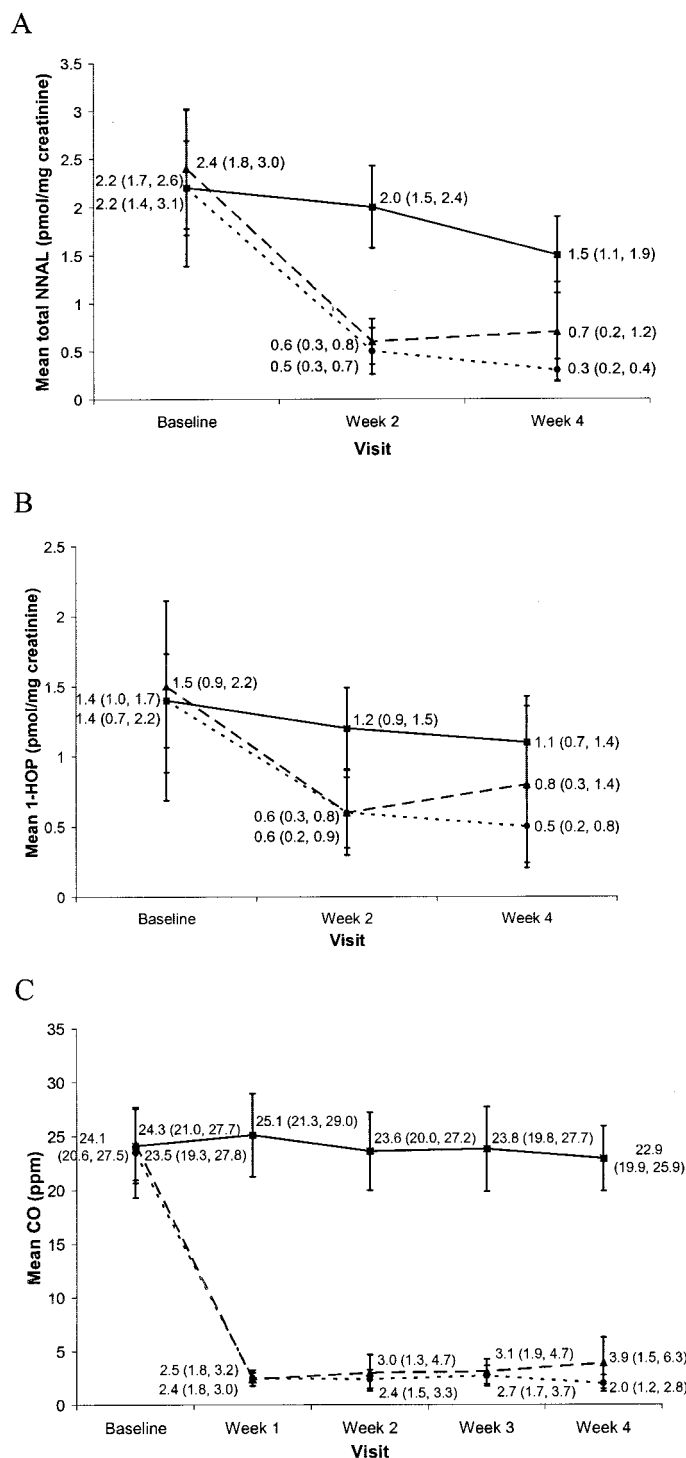 A
Mean total NNAL (pmol/mg creatinine)
3.5
3
2.5
2
1.5
1
0.5
0
2.4 (1.8, 3.0)
2.2 (1.7, 2.6)
2.2 (1.4, 3.1)
2.0 (1.5, 2.4)
1.5 (1.1, 1.9)
0.6 (0.3, 0.8)
0.5 (0.3, 0.7)
0.7 (0.2, 1.2)
0.3 (0.2, 0.4)
Baseline Week 2 Week 4
Visit
B
Mean 1-HOP (pmol/mg creatinine)
2.5
2
1.5
1
0.5
0
1.5 (0.9, 2.2)
1.4 (1.0, 1.7)
1.4 (0.7, 2.2)
1.2 (0.9, 1.5)
1.1 (0.7, 1.4)
0.8 (0.3, 1.4)
0.6 (0.3, 0.8)
0.6 (0.2, 0.9)
0.5 (0.2, 0.8)
Baseline Week 2 Week 4
Visit
C
Mean CO (ppm)
35
30
25
20
15
10
5
0
24.1
(20.6, 27.5)
24.3 (21.0, 27.7)
23.5 (19.3, 27.8)
25.1 (21.3, 29.0)
23.6 (20.0, 27.2)
23.8 (19.8, 27.7)
22.9
(19.9, 25.9)
2.5 (1.8, 3.2)
2.4 (1.8, 3.0)
3.0 (1.3, 4.7)
2.4 (1.5, 3.3)
3.1 (1.9, 4.7)
2.7 (1.7, 3.7)
3.9 (1.5, 6.3)
2.0 (1.2, 2.8)
Baseline Week 1 Week 2 Week 3 Week 4
Visit